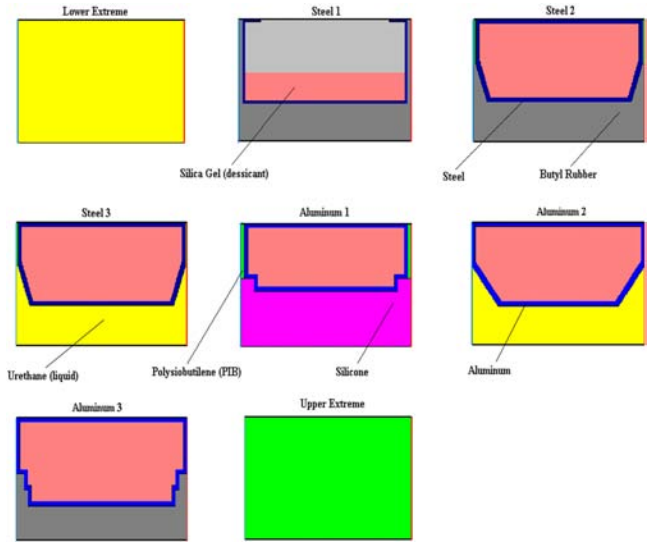 Lower Extreme
Steel 1
Steel 2
Silica Gel (dessicant)
Steel
Butyl Rubber
Steel 3
Aluminum 1
Aluminum 2
Urethane (liquid)
Polysiobutilene (PIB)
Silicone
Aluminum
Aluminum 3
Upper Extreme